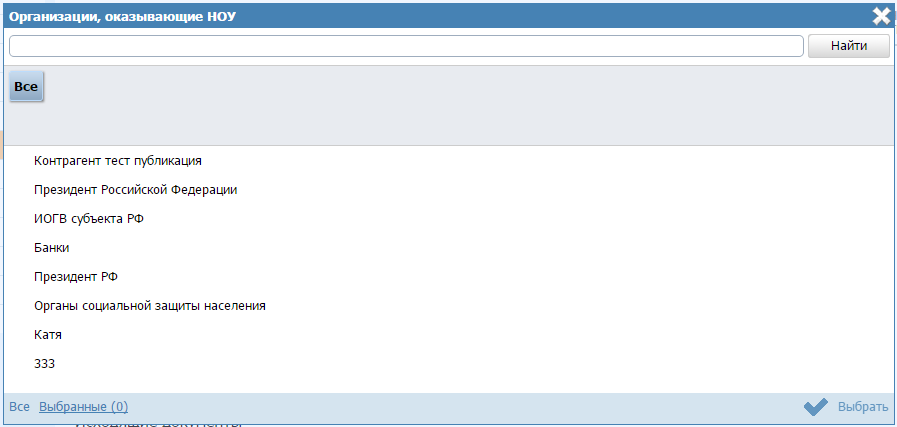 Организации, оказывающие НОУ
Найти
Все
Контрагент тест публикация
Президент Российской Федерации
ИОГВ субъекта РФ
Банки
Президент РФ
Органы социальной защиты населения
Катя
333
Все Выбранные (0) Выбрать